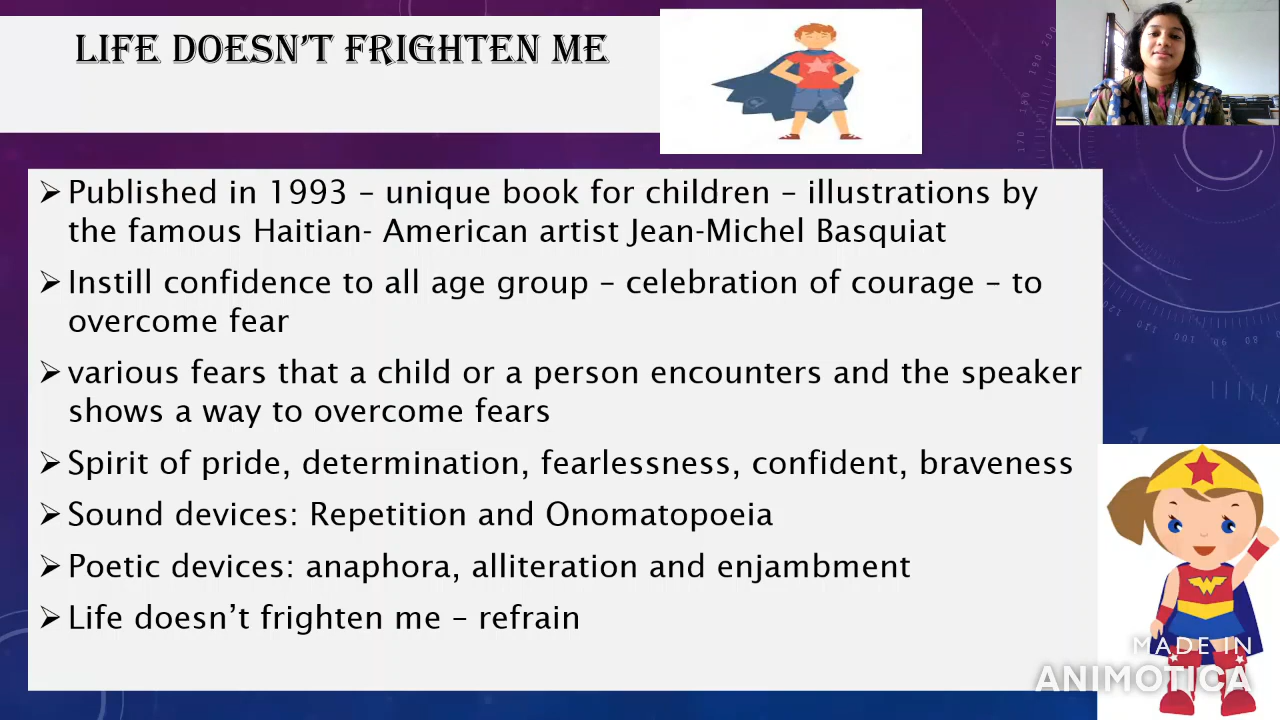 LIFE DOESN'T FRIGHTEN ME
➢ Published in 1993 – unique book for children – illustrations by
the famous Haitian- American artist Jean-Michel Basquiat
➢ Instill confidence to all age group – celebration of courage – to
overcome fear
➢ various fears that a child or a person encounters and the speaker
shows a way to overcome fears
➢ Spirit of pride, determination, fearlessness, confident, braveness
➢ Sound devices: Repetition and Onomatopoeia
➢ Poetic devices: anaphora, alliteration and enjambment
➢ Life doesn't frighten me – refrain
MADE IN
ANIMOTICA